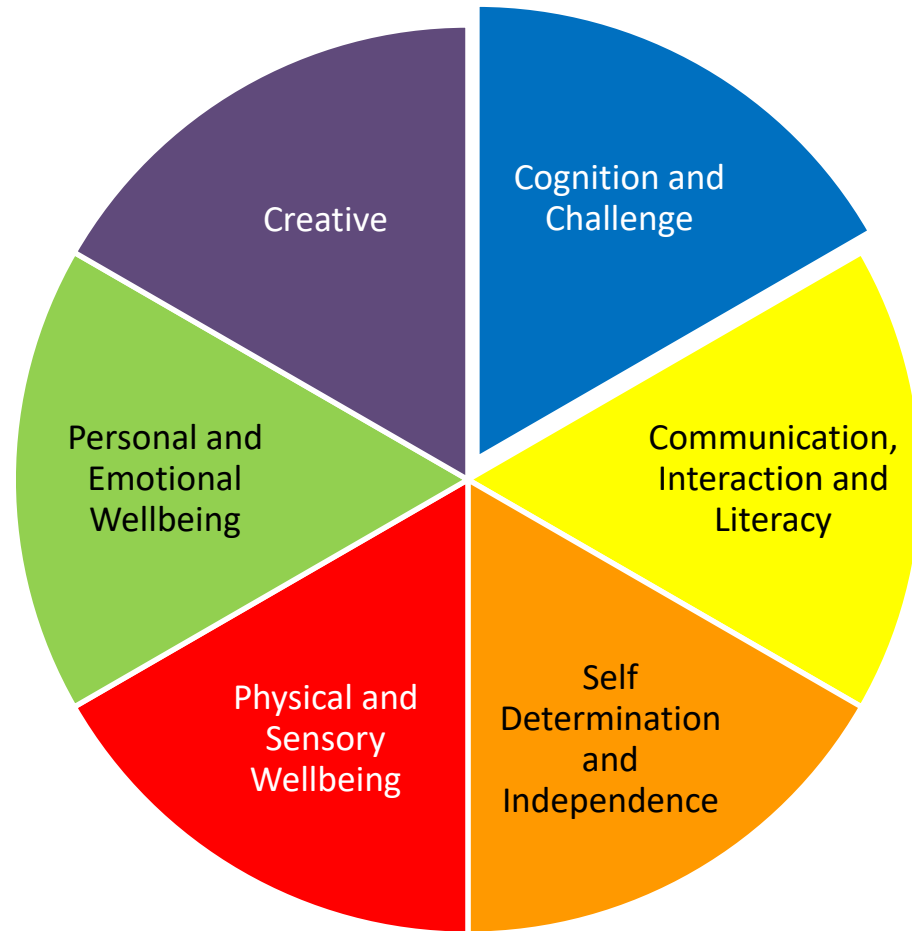 Creative
Cognition and
Challenge
Personal and
Emotional
Wellbeing
Communication,
Interaction and
Literacy
Physical and
Sensory
Wellbeing
Self
Determination
and
Independence